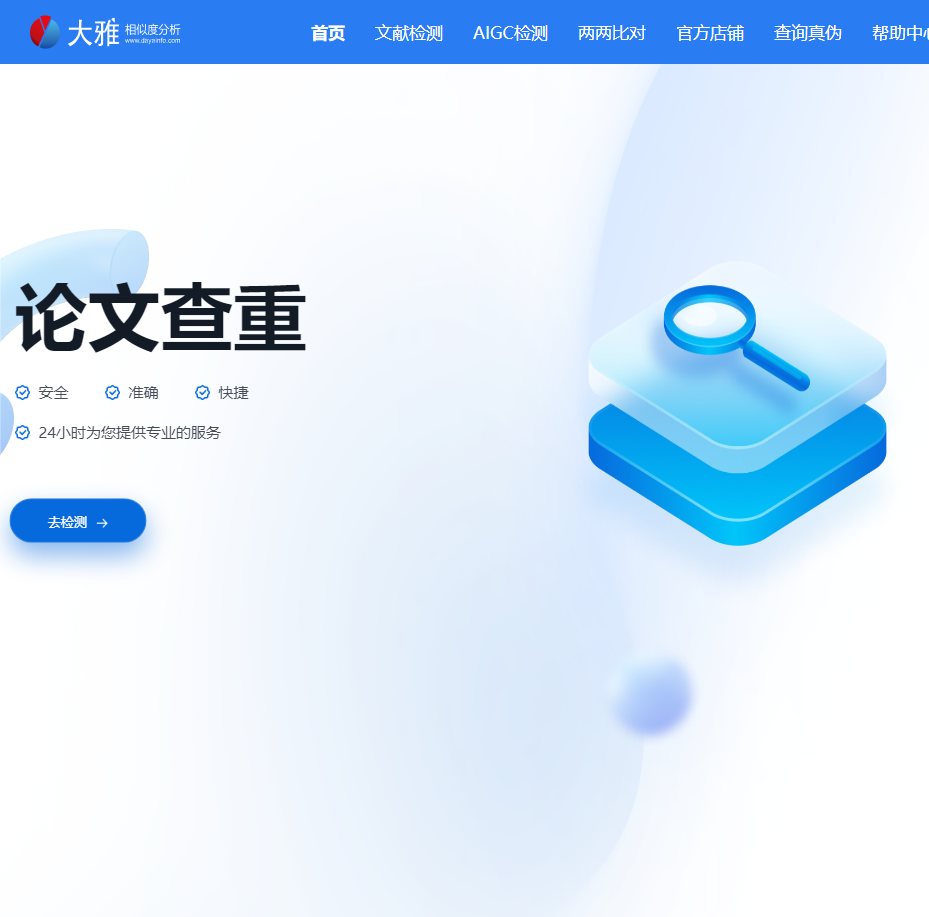 大雅 相似度分析
www.dayainfo.com
首页 文献检测 AIGC检测 两两比对 官方店铺 查询真伪 帮助中心
论文查重
安全 准确 快捷
24小时为您提供专业的服务
去检测 →